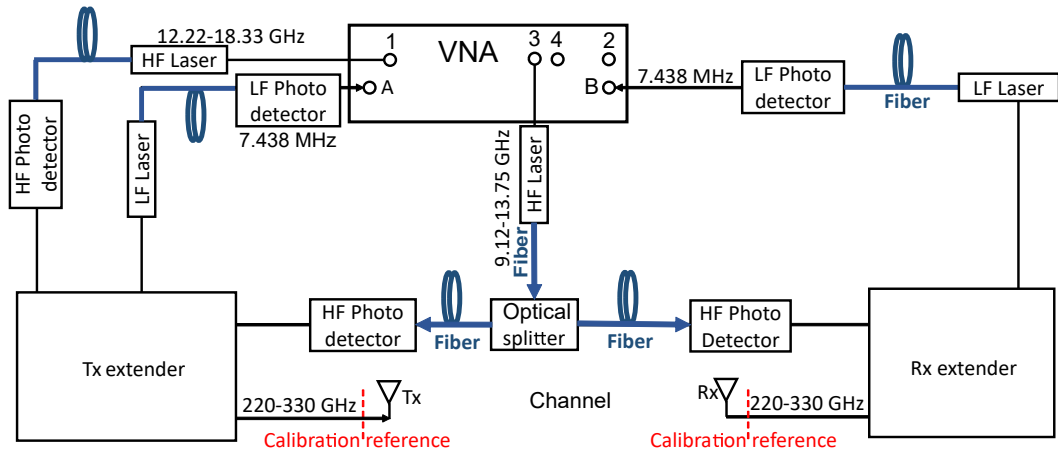 12.22-18.33 GHz
HF Laser
1
VNA
3
4
2
A
B
LF Photo
detector
7.438 MHz
7.438 MHz
LF Photo
detector
Fiber
LF Laser
HF Photo
detector
LF Laser
9.12-13.75 GHz
HF Laser
Fiber
Tx extender
HF Photo
detector
Fiber
Optical
splitter
Fiber
HF Photo
Detector
Rx extender
220-330 GHz
Tx
Calibration reference
Channel
Rx
220-330 GHz
Calibration reference